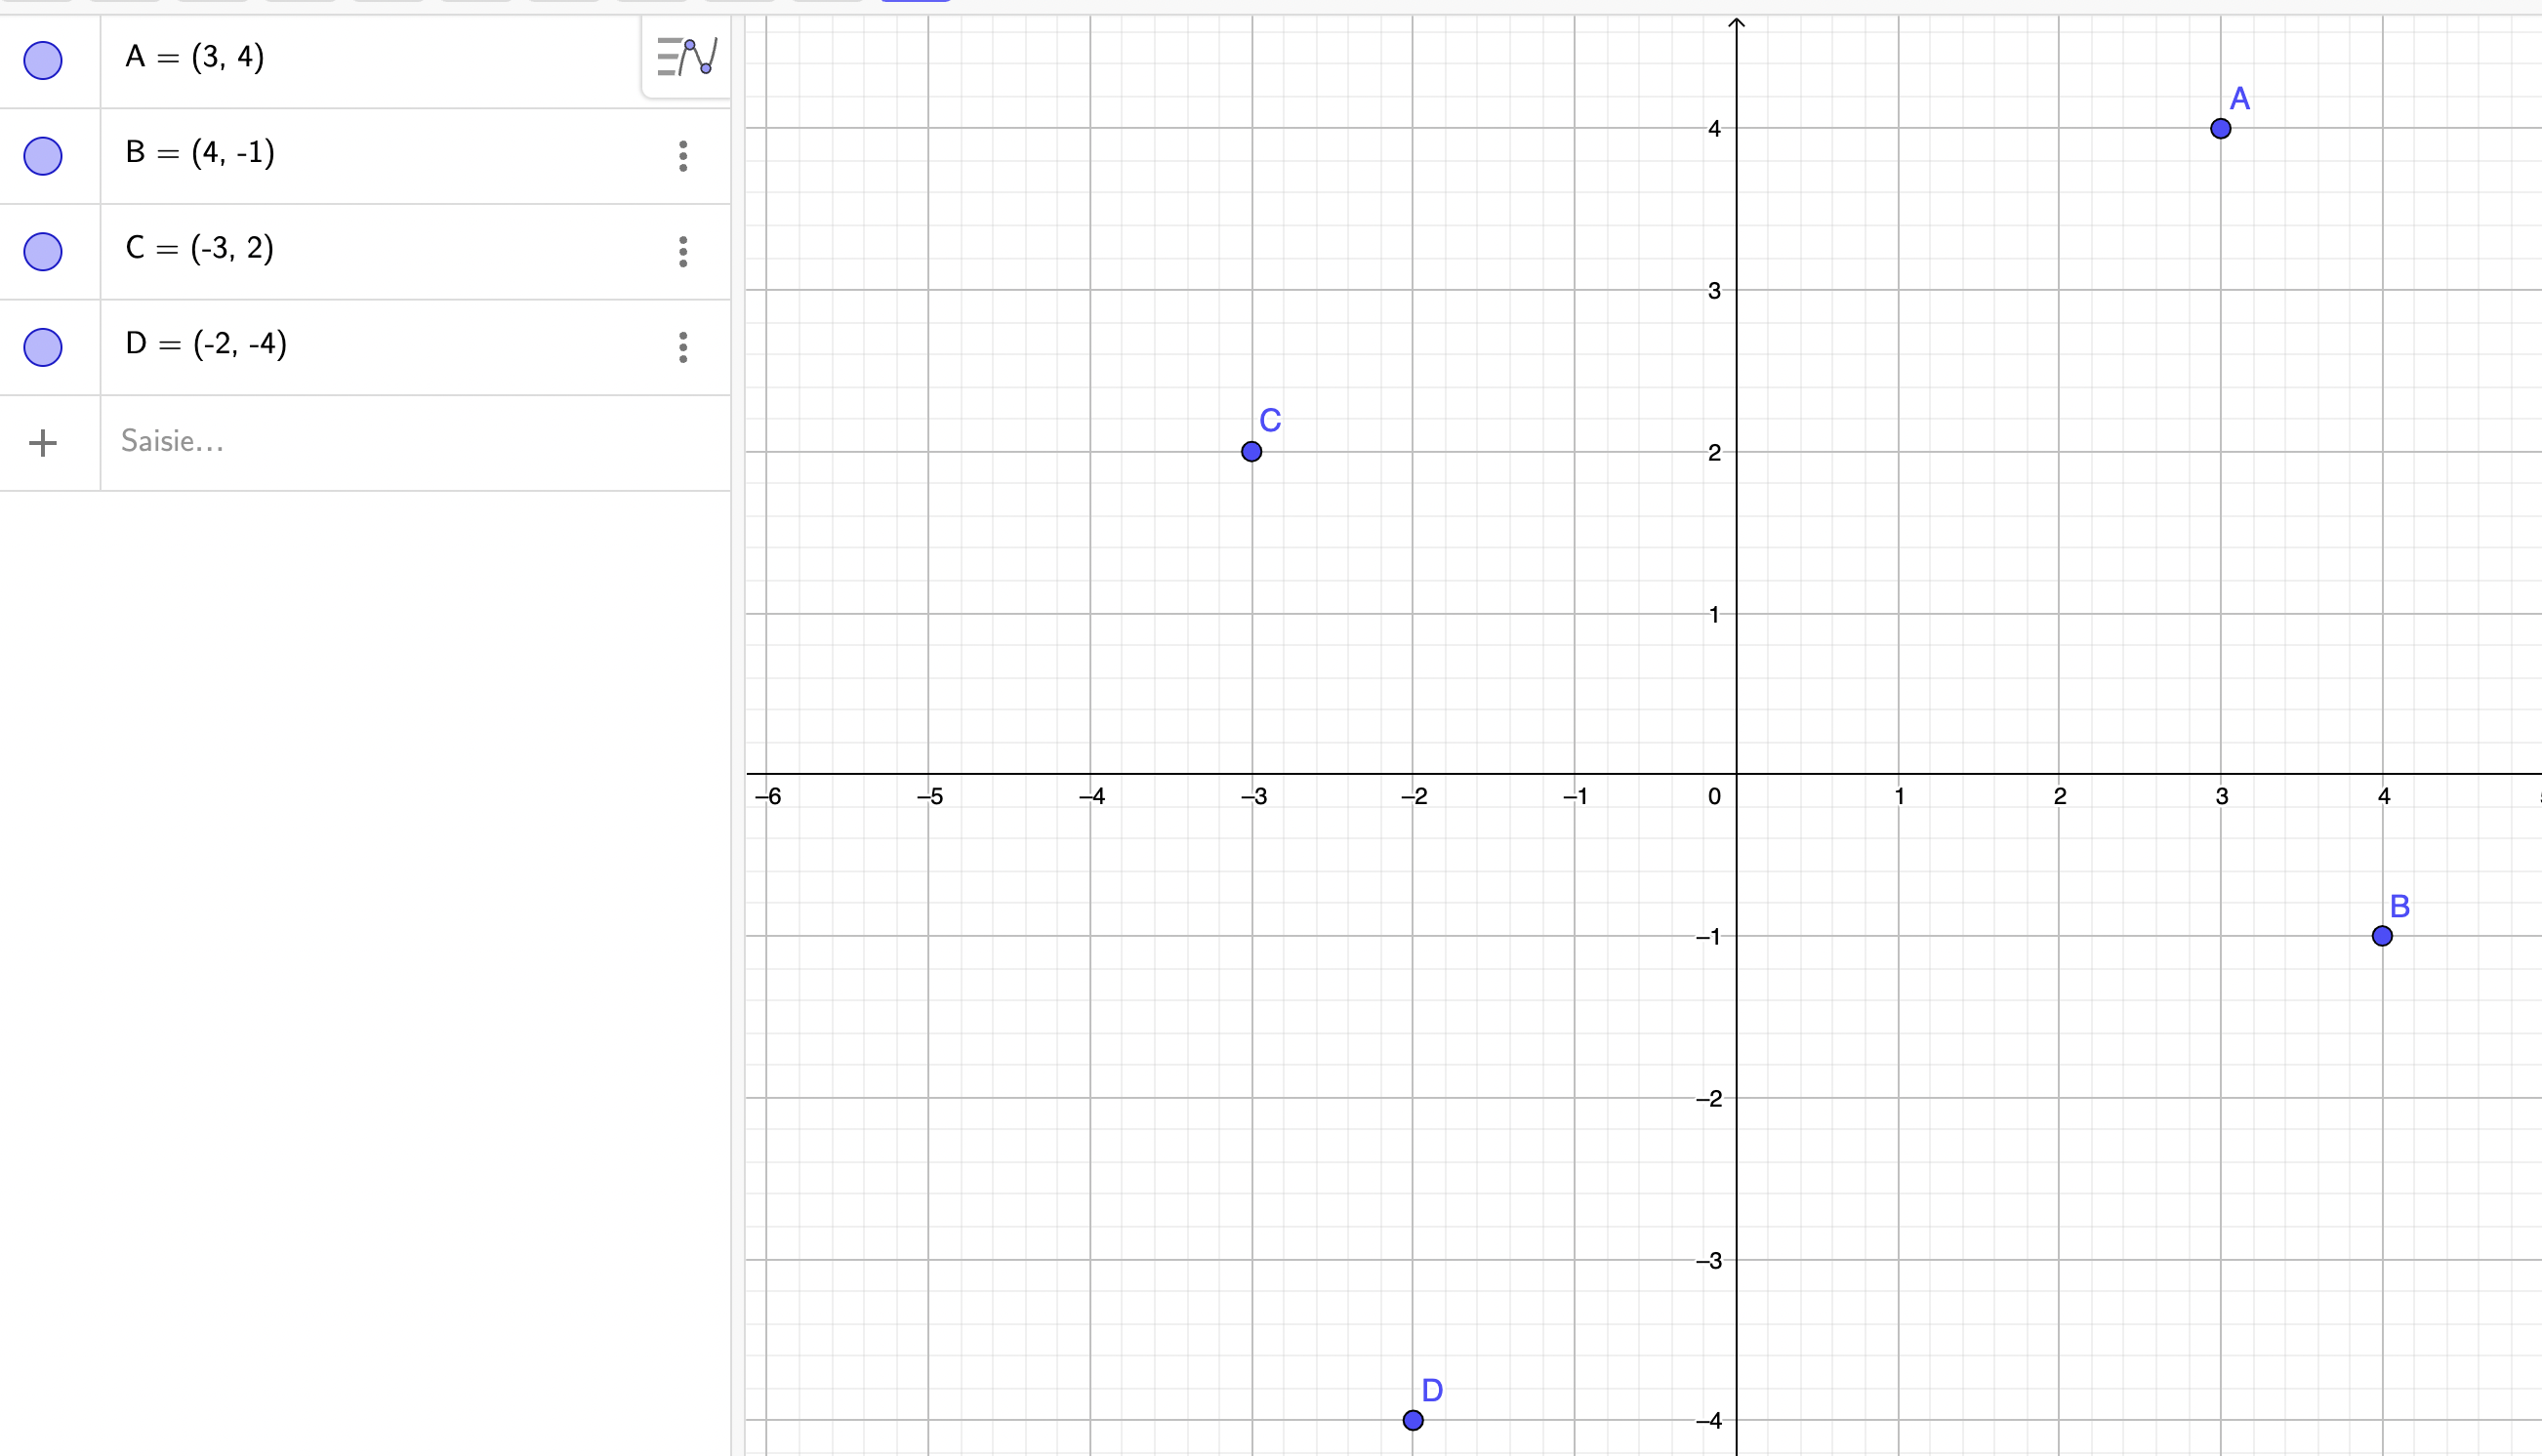 A = (3, 4)
B = (4, -1)
C = (-3, 2)
D = (-2, -4)
Saisie…
A
4
3
C
2
1
–6 –5 –4 –3 –2 –1 0 1 2 3 4
B
–1
–2
–3
D
–4